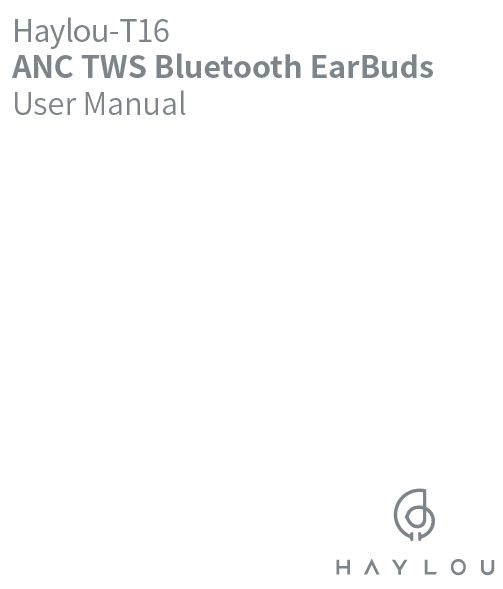 Haylou-T16
ANC TWS Bluetooth EarBuds
User Manual
HAYLOU